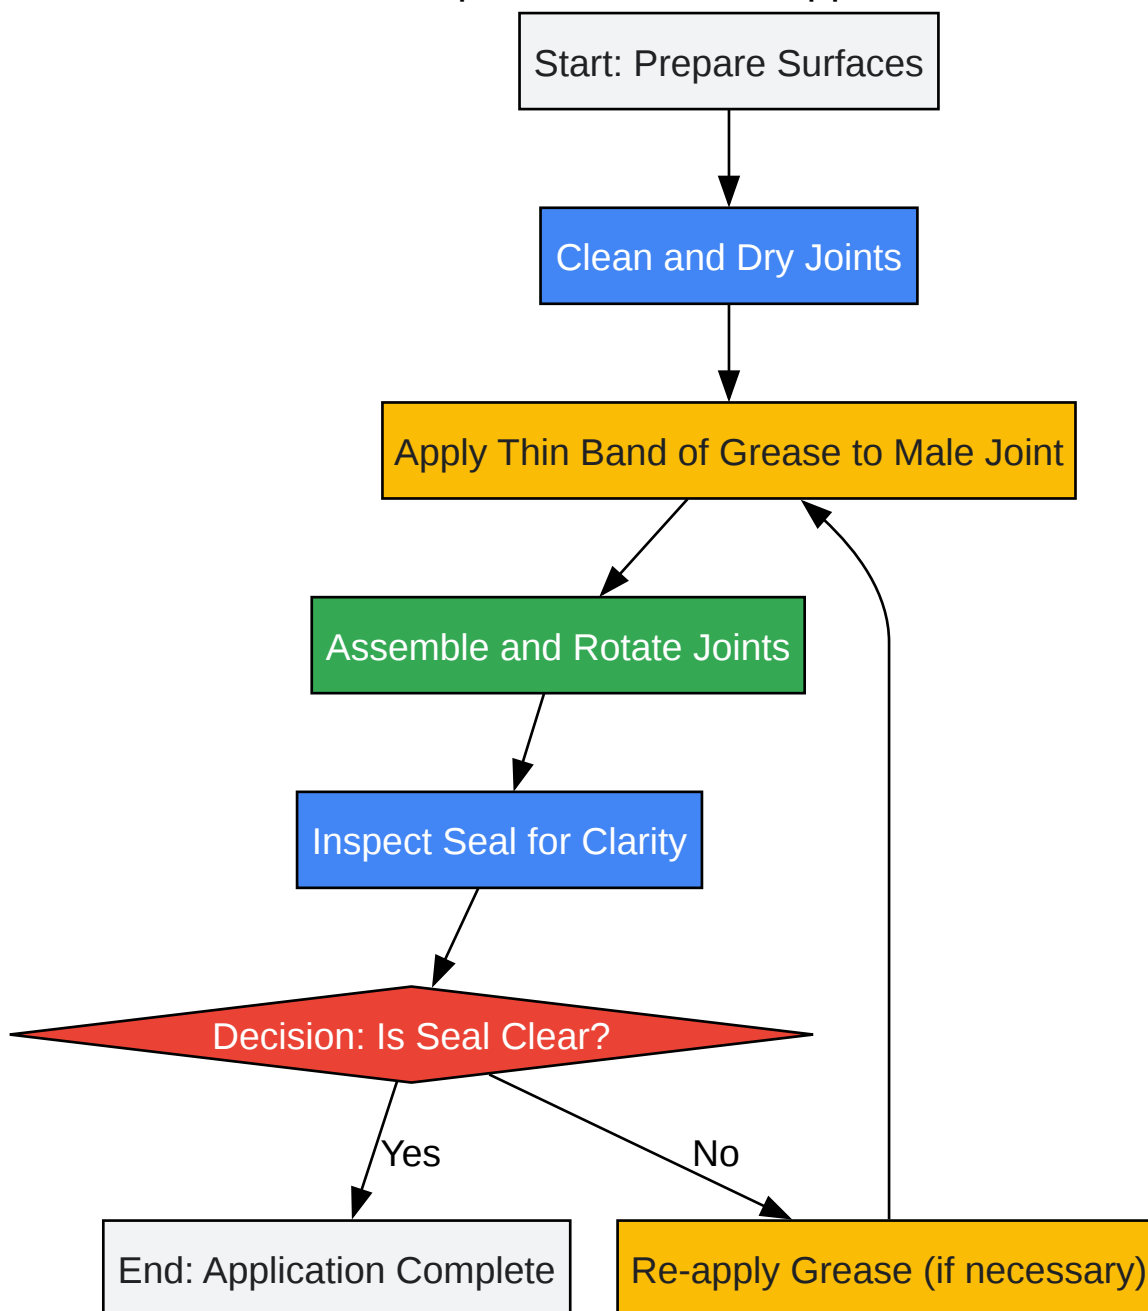 Start: Prepare Surfaces
Clean and Dry Joints
Apply Thin Band of Grease to Male Joint
Assemble and Rotate Joints
Inspect Seal for Clarity
Decision: Is Seal Clear?
Yes
No
End: Application Complete
Re-apply Grease (if necessary)